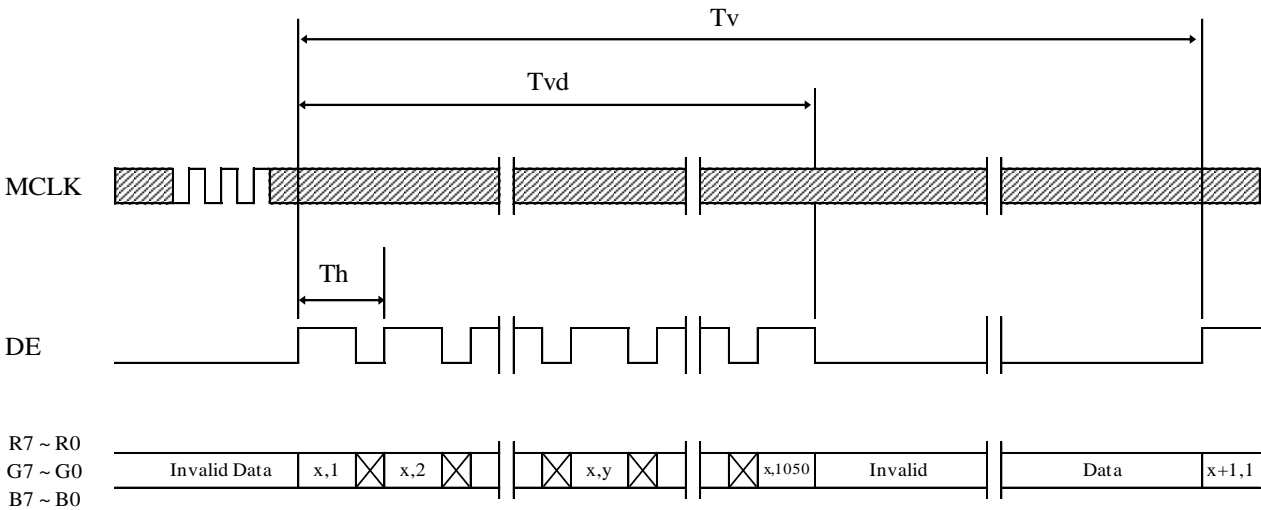 Tv
Tvd
MCLK
Th
DE
R7 ~ R0
G7 ~ G0
B7 ~ B0
Invalid Data x,1 x,2 x,y x,1050 Invalid Data x+1,1